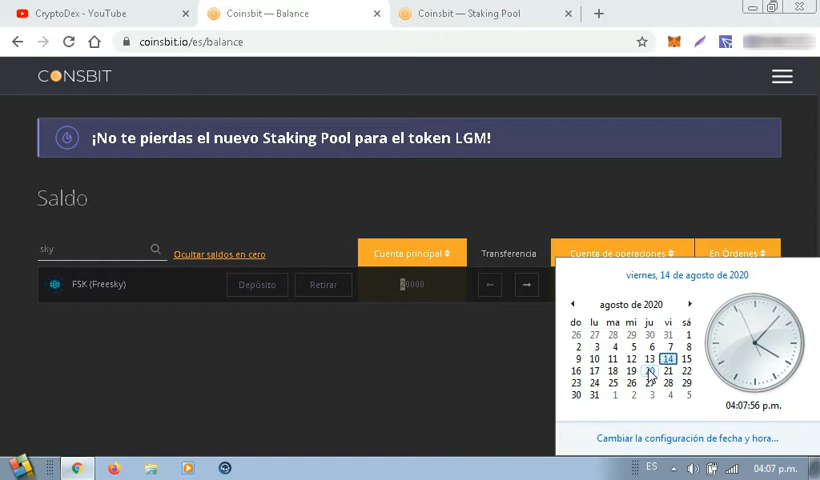 CryptoDex - YouTube
Coinsbit — Balance
Coinsbit — Staking Pool
coinsbit.io/es/balance
CONSBIT
¡No te pierdas el nuevo Staking Pool para el token LGM!
Saldo
sky
Ocultar saldos en cero
Cuenta principal
Transferencia
Cuenta de operaciones
En Órdenes
FSK (Freesky)
Depósito
Retirar
20000
viernes, 14 de agosto de 2020
agosto de 2020
do lu ma mi ju vi sá
26 27 28 29 30 31 1
2 3 4 5 6 7 8
9 10 11 12 13 14 15
16 17 18 19 20 21 22
23 24 25 26 27 28 29
30 31 1 2 3 4 5
04:07:56 p.m.
Cambiar la configuración de fecha y hora...
ES
04:07 p.m.